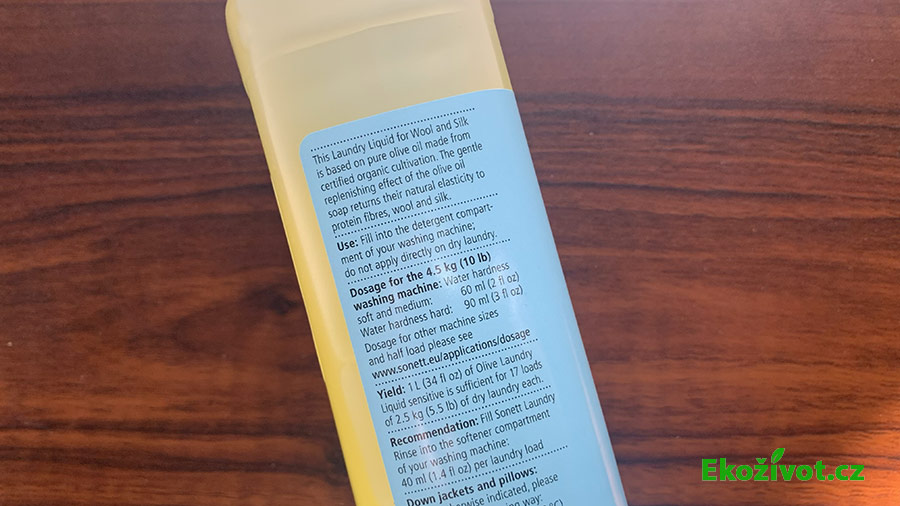 This Laundry Liquid for Wool and Silk
is based on pure olive oil made from
certified organic cultivation. The gentle
replenishing effect of the olive oil
soap returns their natural elasticity to
protein fibres, wool and silk.
Use: Fill into the detergent compart-
ment of your washing machine;
do not apply directly on dry laundry.
Dosage for the 4.5 kg (10 lb)
washing machine: Water hardness
soft and medium: 60 ml (2 fl oz)
Water hardness hard: 90 ml (3 fl oz)
Dosage for other machine sizes
and half load please see
www.sonett.eu/applications/dosage
Yield: 1 L (34 fl oz) of Olive Laundry
Liquid sensitive is sufficient for 17 loads
of 2.5 kg (5.5 lb) of dry laundry each.
Recommendation: Fill Sonett Laundry
Rinse into the softener compartment
of your washing machine:
40 ml (1.4 fl oz) per laundry load
Down jackets and pillows:
indicated, please
way:
Ekoživot.cz